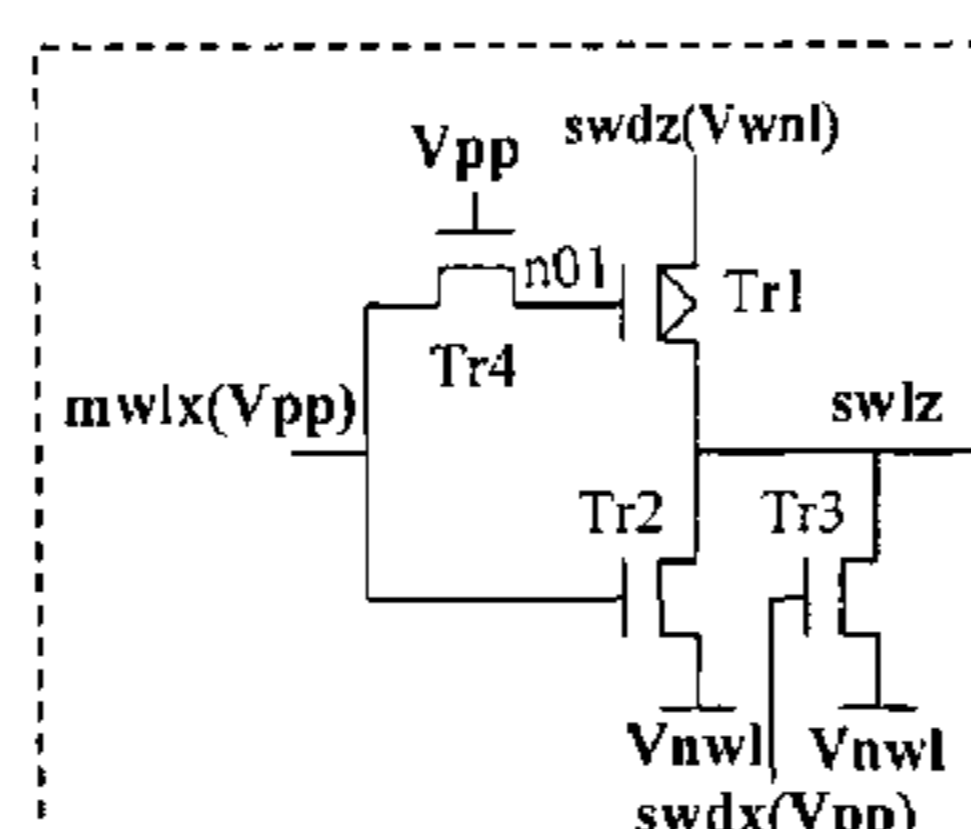 swdz(Vwnl)
Vpp
n01
Tr1
Tr4
mwlx(Vpp)
swlz
Tr2
Tr3
Vnwl
Vnwl
swdx(Vpp)